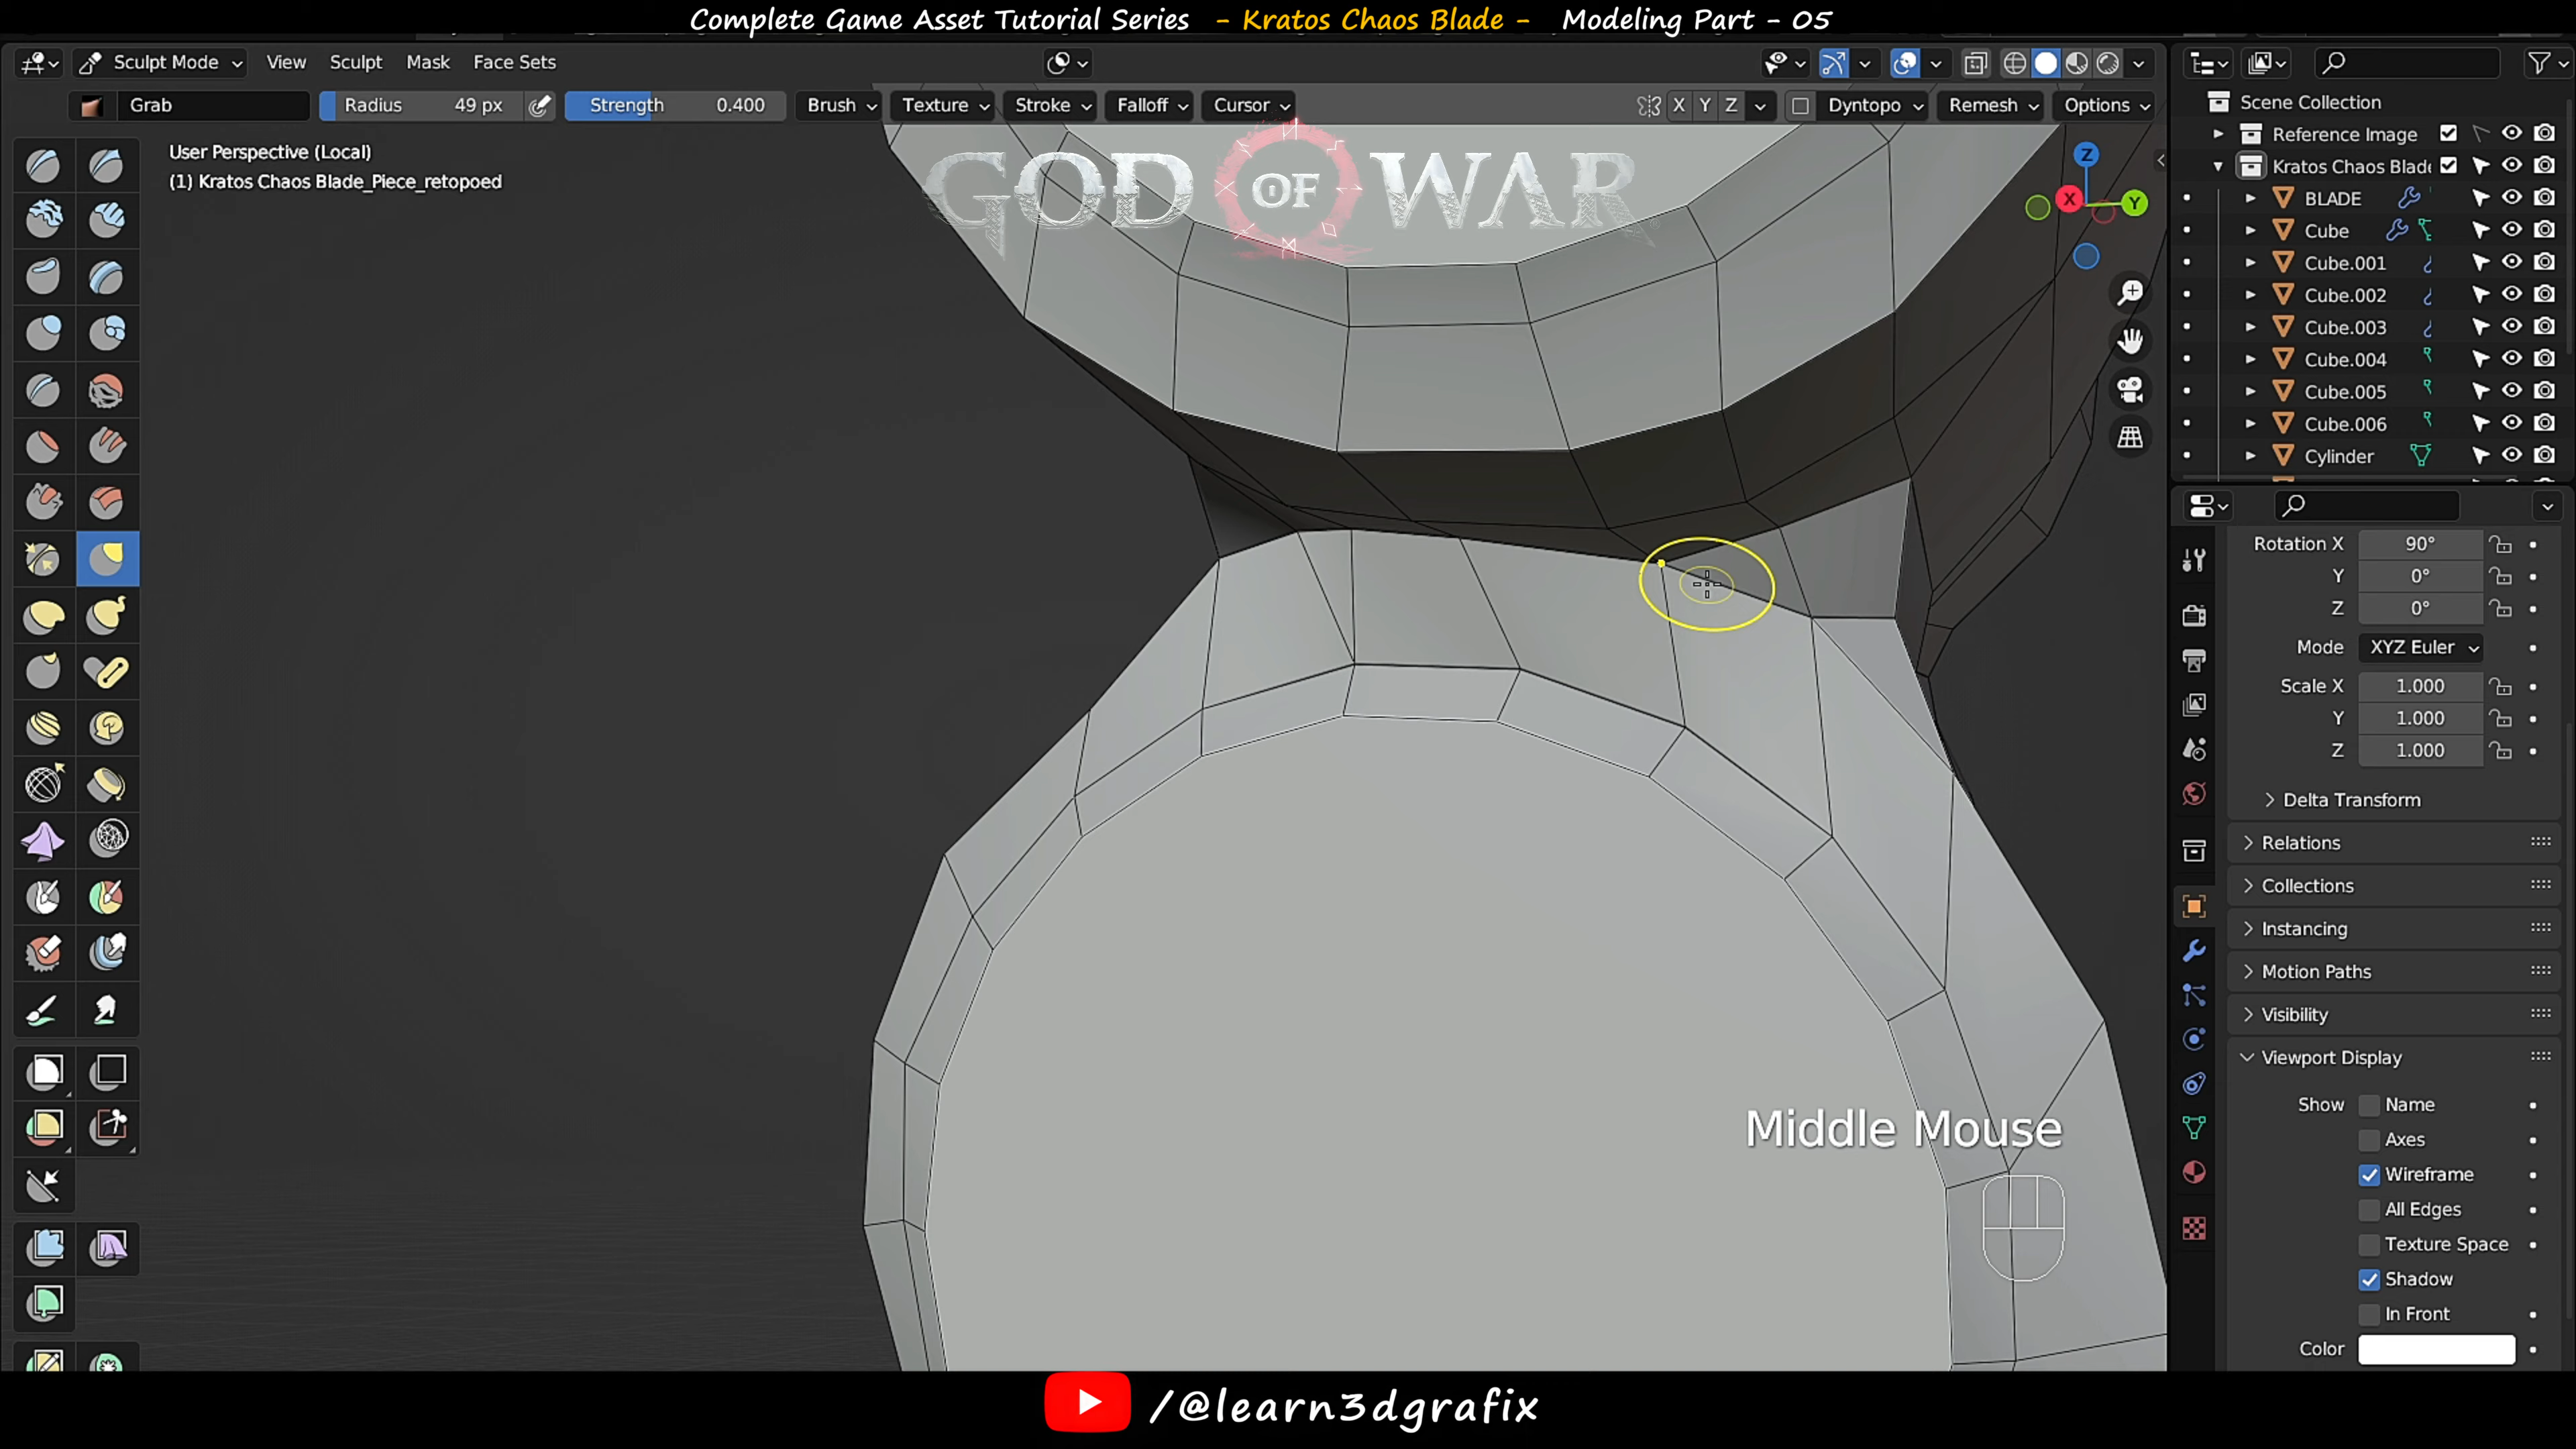 Complete Game Asset Tutorial Series - Kratos Chaos Blade - Modeling Part - 05
Sculpt Mode View Sculpt Mask Face Sets
Grab Radius 49 px Strength 0.400 Brush Texture Stroke Falloff Cursor X Y Z Dyntopo Remesh Options
User Perspective (Local)
(1) Kratos Chaos Blade_Piece_retopoed
GOD OF WAR
Z
X
Y
Scene Collection
Reference Image
Kratos Chaos Blade
BLADE
Cube
Cube.001
Cube.002
Cube.003
Cube.004
Cube.005
Cube.006
Cylinder
Rotation X 90°
Y 0°
Z 0°
Mode XYZ Euler
Scale X 1.000
Y 1.000
Z 1.000
Delta Transform
Relations
Collections
Instancing
Motion Paths
Visibility
Viewport Display
Show Name
Axes
Wireframe
All Edges
Texture Space
Shadow
In Front
Color
Middle Mouse
/@learn3dgrafix